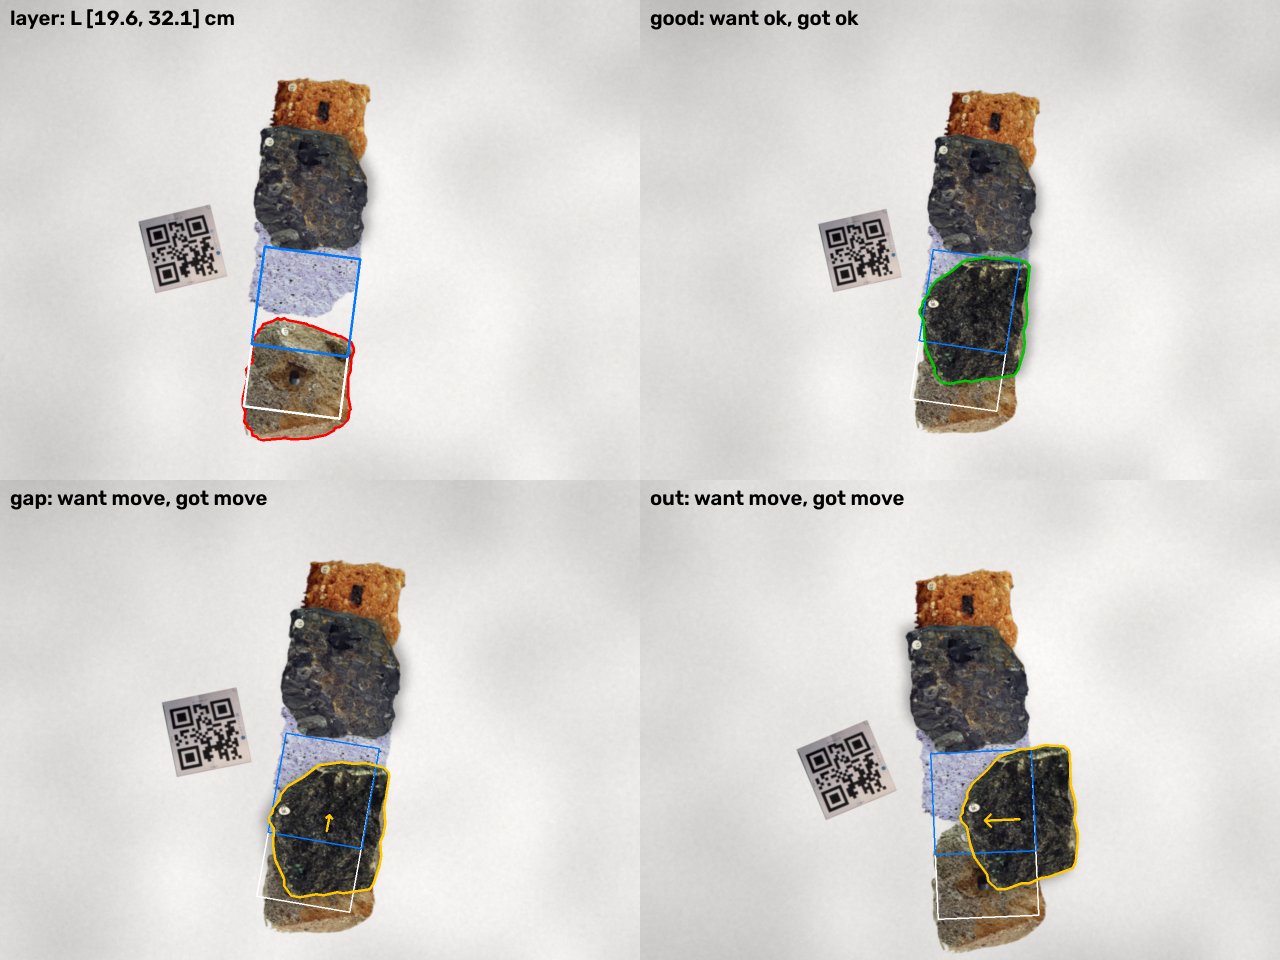 layer: L [19.6, 32.1] cm
good: want ok, got ok
gap: want move, got move
out: want move, got move